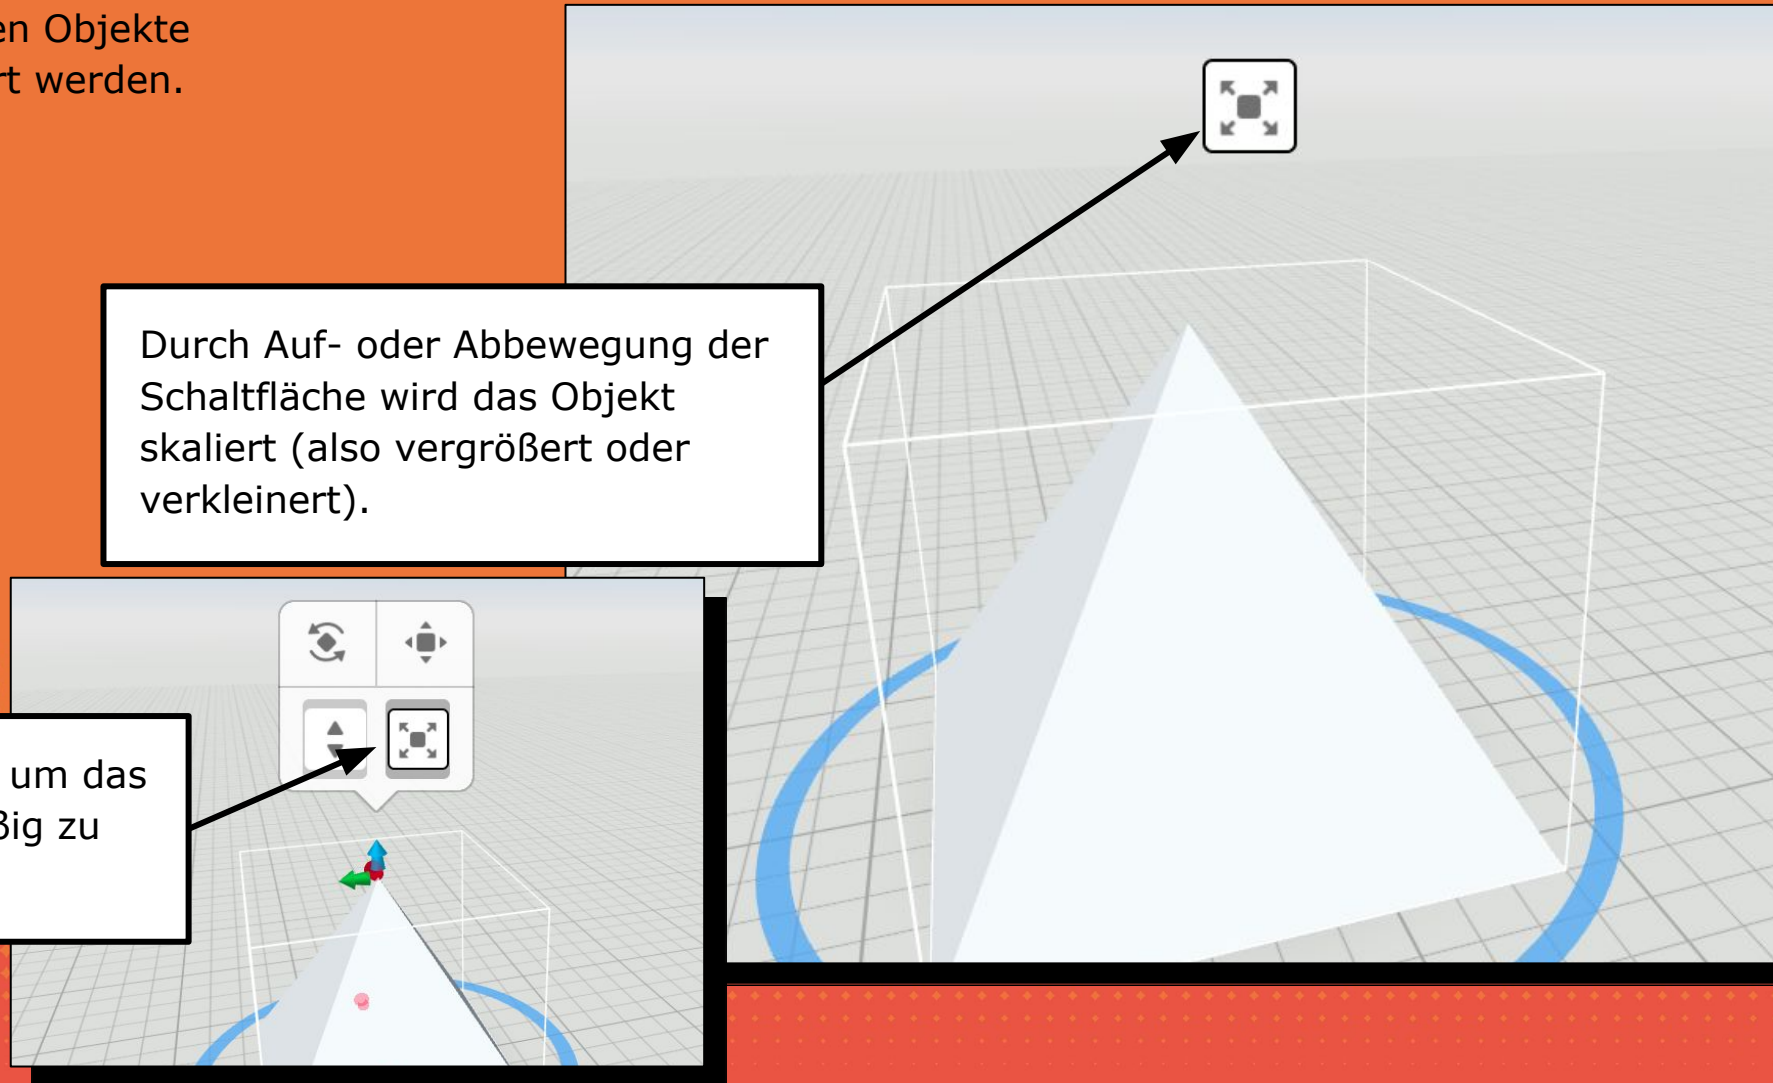 en Objekte
rt werden.
Durch Auf- oder Abbewegung der
Schaltfläche wird das Objekt
skaliert (also vergrößert oder
verkleinert).
um das
ßig zu